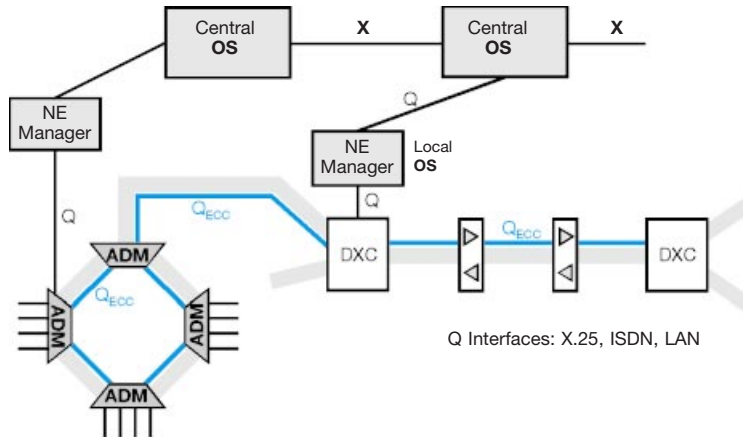 Central
OS
X
Central
OS
X
NE
Manager
Q
NE
Manager
Local
OS
Q
Q
QECC
ADM
DXC
QECC
DXC
QECC
ADM
ADM
ADM
Q Interfaces: X.25, ISDN, LAN